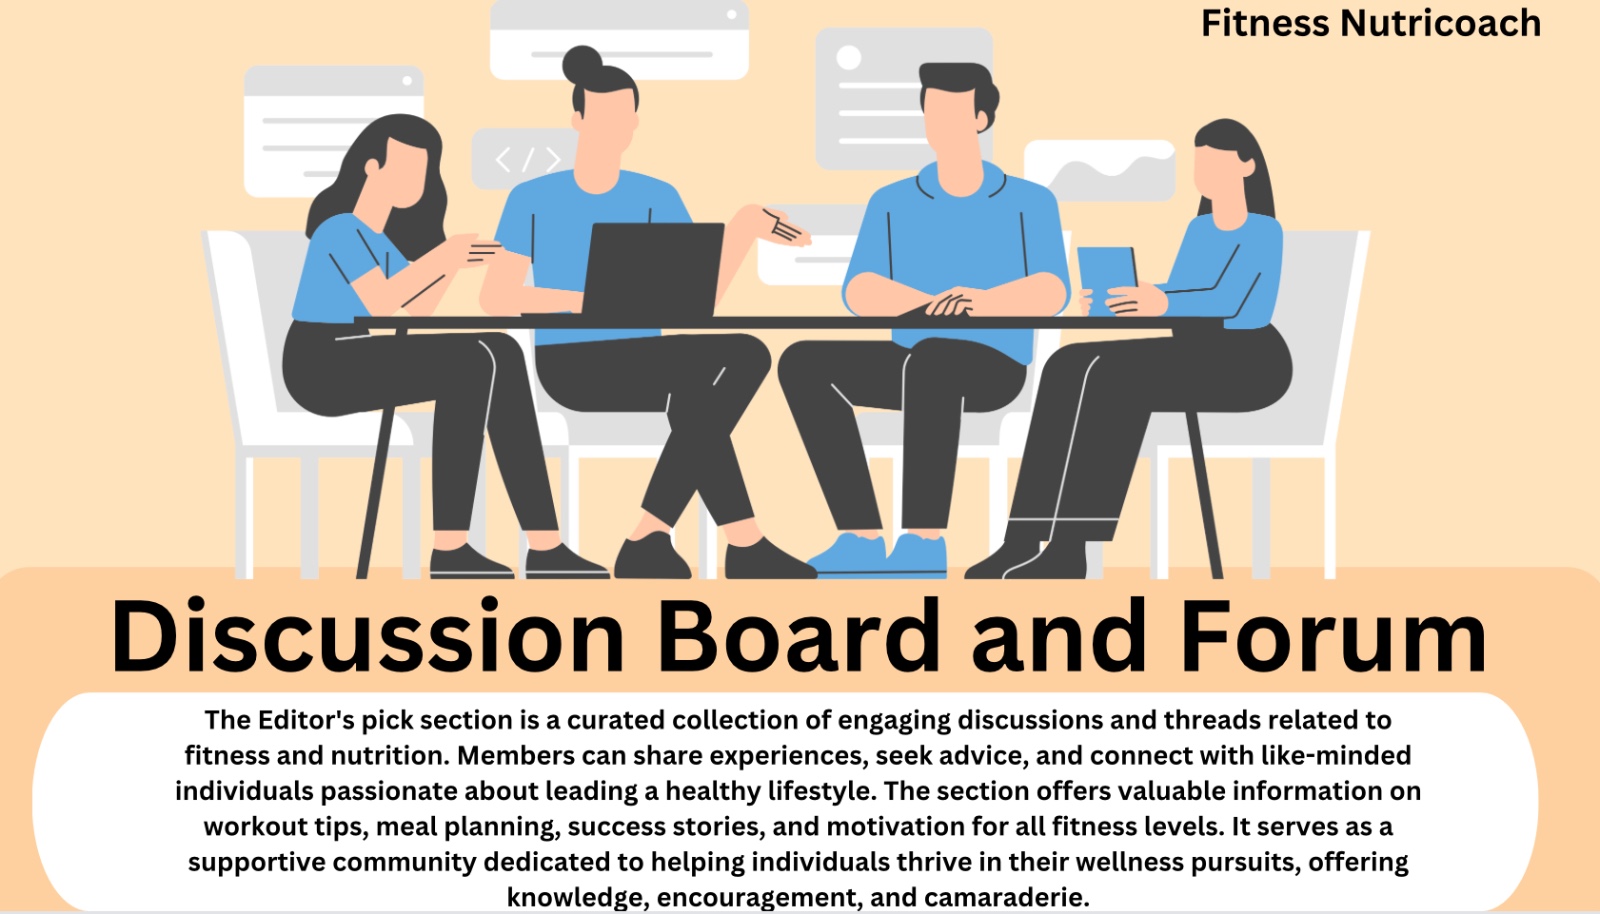 Fitness Nutricoach
</>
Discussion Board and Forum
The Editor's pick section is a curated collection of engaging discussions and threads related to
fitness and nutrition. Members can share experiences, seek advice, and connect with like-minded
individuals passionate about leading a healthy lifestyle. The section offers valuable information on
workout tips, meal planning, success stories, and motivation for all fitness levels. It serves as a
supportive community dedicated to helping individuals thrive in their wellness pursuits, offering
knowledge, encouragement, and camaraderie.